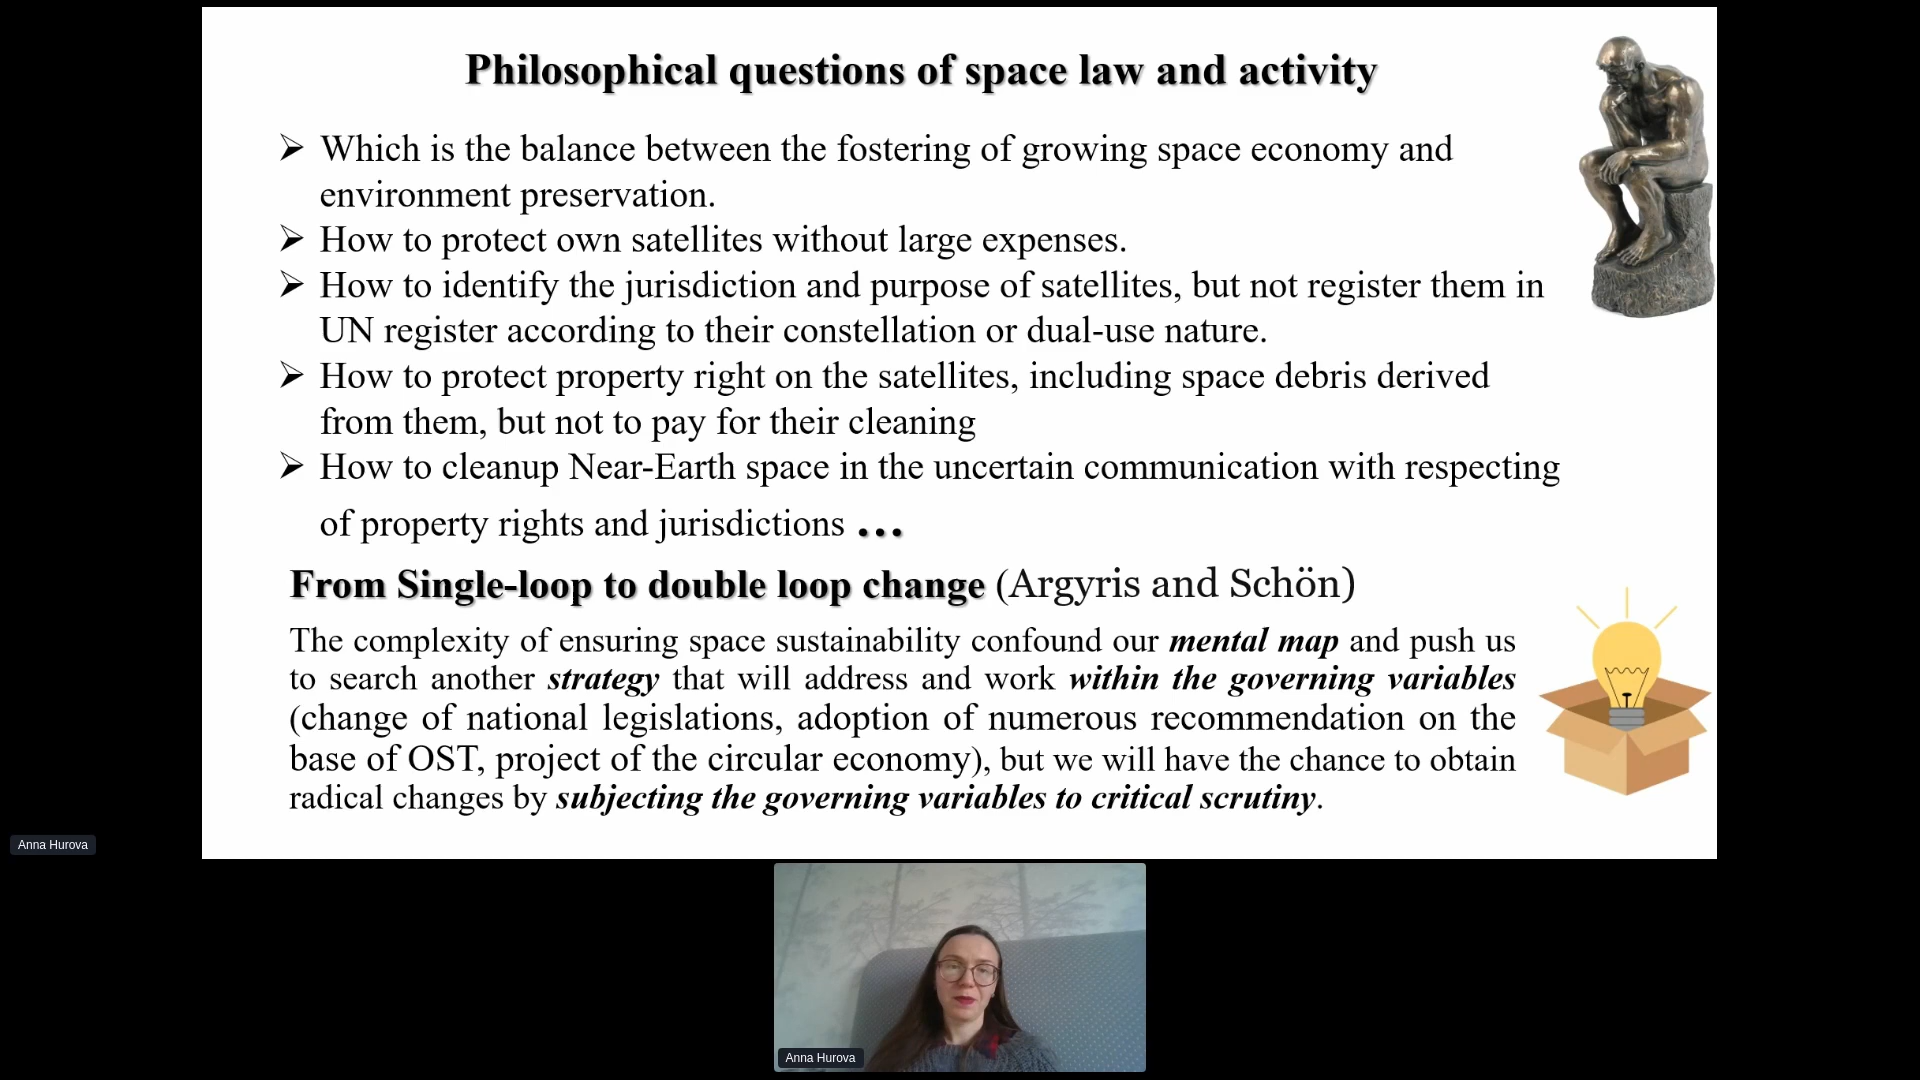 Philosophical questions of space law and activity
➢ Which is the balance between the fostering of growing space economy and
environment preservation.
➢ How to protect own satellites without large expenses.
➢ How to identify the jurisdiction and purpose of satellites, but not register them in
UN register according to their constellation or dual-use nature.
➢ How to protect property right on the satellites, including space debris derived
from them, but not to pay for their cleaning
➢ How to cleanup Near-Earth space in the uncertain communication with respecting
of property rights and jurisdictions ...
From Single-loop to double loop change (Argyris and Schön)
The complexity of ensuring space sustainability confound our mental map and push us
to search another strategy that will address and work within the governing variables
(change of national legislations, adoption of numerous recommendation on the
base of OST, project of the circular economy), but we will have the chance to obtain
radical changes by subjecting the governing variables to critical scrutiny.
Anna Hurova
Anna Hurova